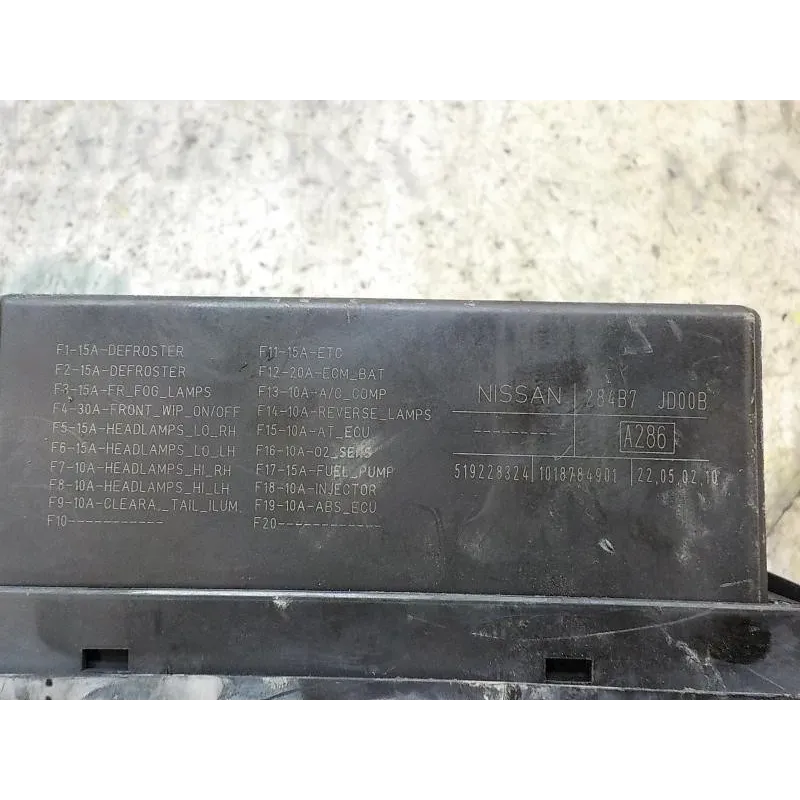 F1-15A-DEFROSTER
F2-15A-DEFROSTER
F3-15A-FR_FOG_LAMPS
F4-30A-FRONT_WIP_ON/OFF
F5-15A-HEADLAMPS_LO_RH
F6-15A-HEADLAMPS_LO_LH
F7-10A-HEADLAMPS_HI_RH
F8-10A-HEADLAMPS_HI_LH
F9-10A-CLEARA._TAIL_ILUM.
F10-----------
F11-15A-ETC
F12-20A-ECM_BAT
F13-10A-A/C_COMP
F14-10A-REVERSE_LAMPS
F15-10A-AT_ECU
F16-10A-O2_SENS
F17-15A-FUEL_PUMP
F18-10A-INJECTOR
F19-10A-ABS_ECU
F20------------
NISSAN 284B7 JD00B
--------- A286
519228324 1018784901 22,05,02,10